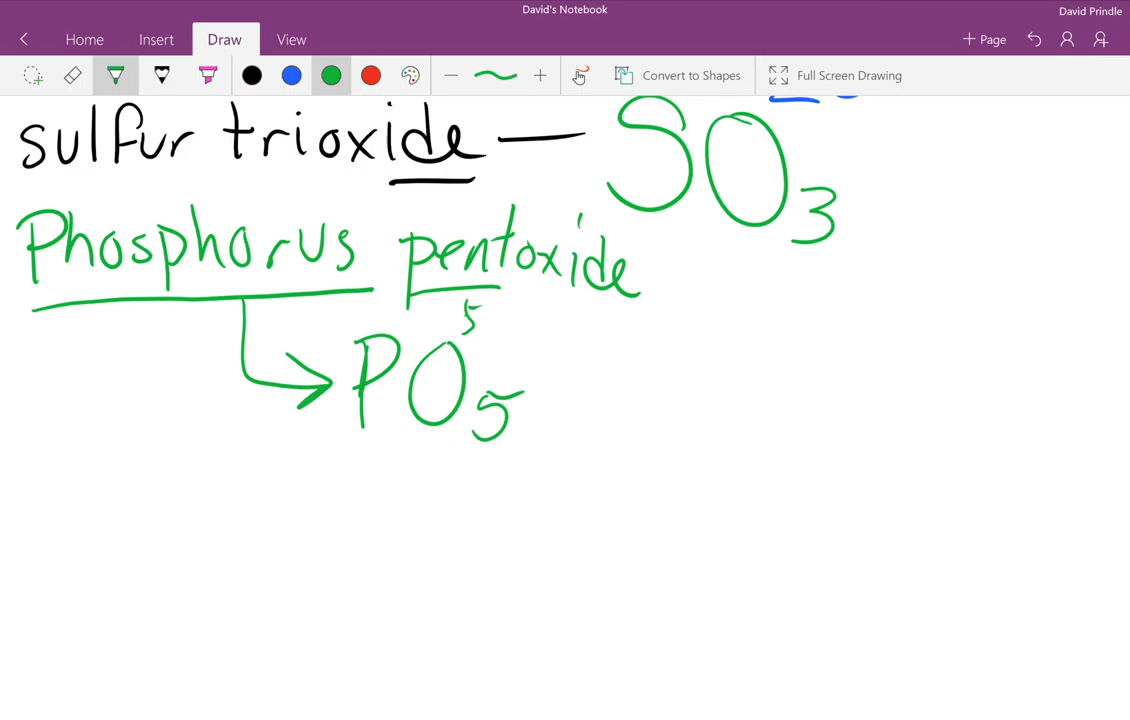 David's Notebook
David Prindle
Home Insert Draw View + Page
Convert to Shapes Full Screen Drawing
sulfur trioxide — SO3
Phosphorus pentoxide
5
PO5